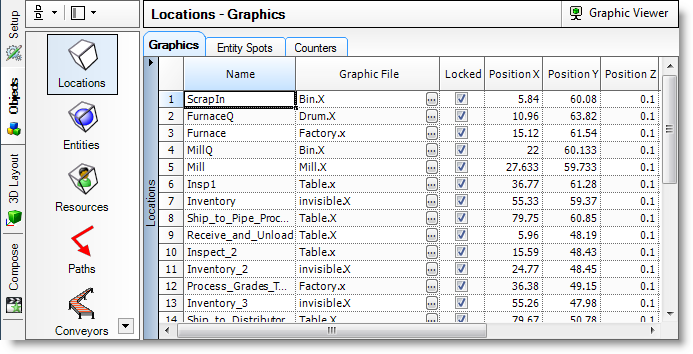 Locations - Graphics
Graphic Viewer
Setup
Objects
3D Layout
Compose
Locations
Entities
Resources
Paths
Conveyors
Graphics Entity Spots Counters
Locations
Name Graphic File Locked Position X Position Y Position Z
1 ScrapIn Bin.X ... 5.84 60.08 0.1
2 FurnaceQ Drum.X ... 10.96 63.82 0.1
3 Furnace Factory.x ... 15.12 61.54 0.1
4 MillQ Bin.X ... 22 60.133 0.1
5 Mill Mill.X ... 27.633 59.733 0.1
6 Insp1 Table.x ... 36.77 61.28 0.1
7 Inventory invisible.X ... 55.33 59.37 0.1
8 Ship_to_Pipe_Proc... Table.X ... 79.75 60.85 0.1
9 Receive_and_Unload Table.X ... 5.96 48.19 0.1
10 Inspect_2 Table.x ... 15.59 48.43 0.1
11 Inventory_2 invisible.X ... 24.77 48.45 0.1
12 Process_Grades_T... Factory.x ... 36.38 49.15 0.1
13 Inventory_3 invisible.X ... 55.26 47.98 0.1
14 Ship_to_Distributor Table.X ... 79.67 50.78 0.1